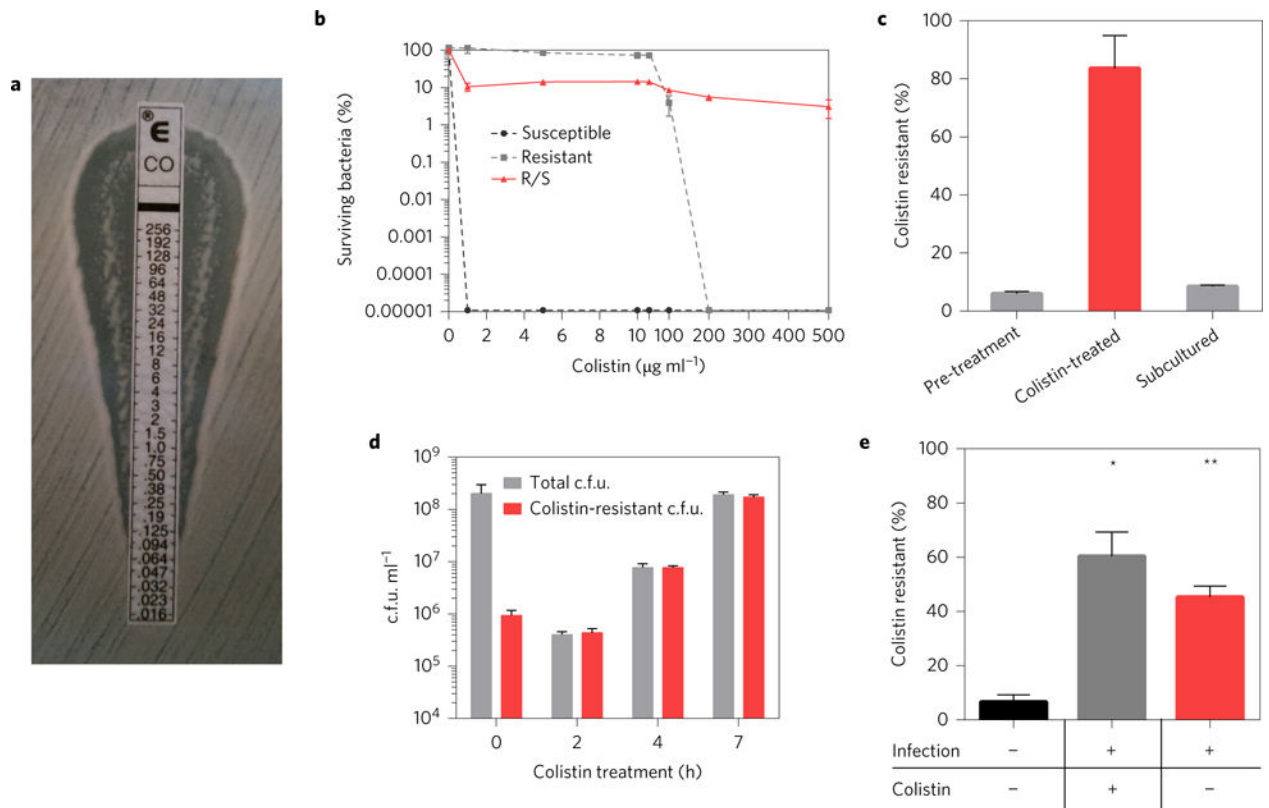 a
® E
CO
256
192
128
96
64
48
32
24
16
12
8
6
4
3
2
1.5
1.0
.75
.50
.38
.25
.19
.125
.094
.064
.047
.032
.023
.016
b
Surviving bacteria (%)
100
10
1
0.1
0.01
0.001
0.0001
0.00001
Susceptible
Resistant
R/S
0 2 4 6 8 10 100 200 300 400 500
Colistin (µg ml⁻¹)
c
Colistin resistant (%)
100
80
60
40
20
0
Pre-treatment
Colistin-treated
Subcultured
d
c.f.u. ml⁻¹
10⁹
10⁸
10⁷
10⁶
10⁵
10⁴
Total c.f.u.
Colistin-resistant c.f.u.
0 2 4 7
Colistin treatment (h)
e
Colistin resistant (%)
100
80
60
40
20
0
* **
Infection – + +
Colistin – + –